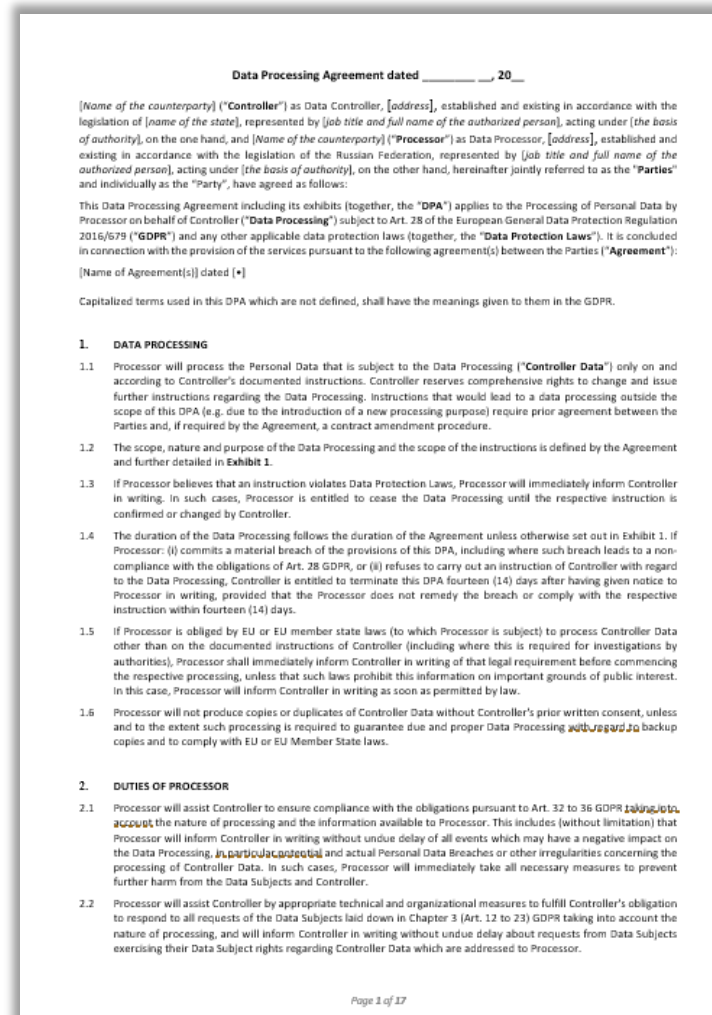 Data Processing Agreement dated ________ __, 20__
[Name of the counterparty] ("Controller") as Data Controller, [address], established and existing in accordance with the
legislation of [name of the state], represented by [job title and full name of the authorized person], acting under [the basis
of authority], on the one hand, and [Name of the counterparty] ("Processor") as Data Processor, [address], established and
existing in accordance with the legislation of the Russian Federation, represented by [job title and full name of the
authorized person], acting under [the basis of authority], on the other hand, hereinafter jointly referred to as the "Parties"
and individually as the "Party", have agreed as follows:
This Data Processing Agreement including its exhibits (together, the "DPA") applies to the Processing of Personal Data by
Processor on behalf of Controller ("Data Processing") subject to Art. 28 of the European General Data Protection Regulation
2016/679 ("GDPR") and any other applicable data protection laws (together, the "Data Protection Laws"). It is concluded
in connection with the provision of the services pursuant to the following agreement(s) between the Parties ("Agreement"):
[Name of Agreement(s)] dated [•]
Capitalized terms used in this DPA which are not defined, shall have the meanings given to them in the GDPR.
1. DATA PROCESSING
1.1 Processor will process the Personal Data that is subject to the Data Processing ("Controller Data") only on and
according to Controller's documented instructions. Controller reserves comprehensive rights to change and issue
further instructions regarding the Data Processing. Instructions that would lead to a data processing outside the
scope of this DPA (e.g. due to the introduction of a new processing purpose) require prior agreement between the
Parties and, if required by the Agreement, a contract amendment procedure.
1.2 The scope, nature and purpose of the Data Processing and the scope of the instructions is defined by the Agreement
and further detailed in Exhibit 1.
1.3 If Processor believes that an instruction violates Data Protection Laws, Processor will immediately inform Controller
in writing. In such cases, Processor is entitled to cease the Data Processing until the respective instruction is
confirmed or changed by Controller.
1.4 The duration of the Data Processing follows the duration of the Agreement unless otherwise set out in Exhibit 1. If
Processor: (i) commits a material breach of the provisions of this DPA, including where such breach leads to a non-
compliance with the obligations of Art. 28 GDPR, or (ii) refuses to carry out an instruction of Controller with regard
to the Data Processing, Controller is entitled to terminate this DPA fourteen (14) days after having given notice to
Processor in writing, provided that the Processor does not remedy the breach or comply with the respective
instruction within fourteen (14) days.
1.5 If Processor is obliged by EU or EU member state laws (to which Processor is subject) to process Controller Data
other than on the documented instructions of Controller (including where this is required for investigations by
authorities), Processor shall immediately inform Controller in writing of that legal requirement before commencing
the respective processing, unless that such laws prohibit this information on important grounds of public interest.
In this case, Processor will inform Controller in writing as soon as permitted by law.
1.6 Processor will not produce copies or duplicates of Controller Data without Controller's prior written consent, unless
and to the extent such processing is required to guarantee due and proper Data Processing with regard to backup
copies and to comply with EU or EU Member State laws.
2. DUTIES OF PROCESSOR
2.1 Processor will assist Controller to ensure compliance with the obligations pursuant to Art. 32 to 36 GDPR taking into
account the nature of processing and the information available to Processor. This includes (without limitation) that
Processor will inform Controller in writing without undue delay of all events which may have a negative impact on
the Data Processing, in particular potential and actual Personal Data Breaches or other irregularities concerning the
processing of Controller Data. In such cases, Processor will immediately take all necessary measures to prevent
further harm from the Data Subjects and Controller.
2.2 Processor will assist Controller by appropriate technical and organizational measures to fulfill Controller's obligation
to respond to all requests of the Data Subjects laid down in Chapter 3 (Art. 12 to 23) GDPR taking into account the
nature of processing, and will inform Controller in writing without undue delay about requests from Data Subjects
exercising their Data Subject rights regarding Controller Data which are addressed to Processor.
Page 1 of 17